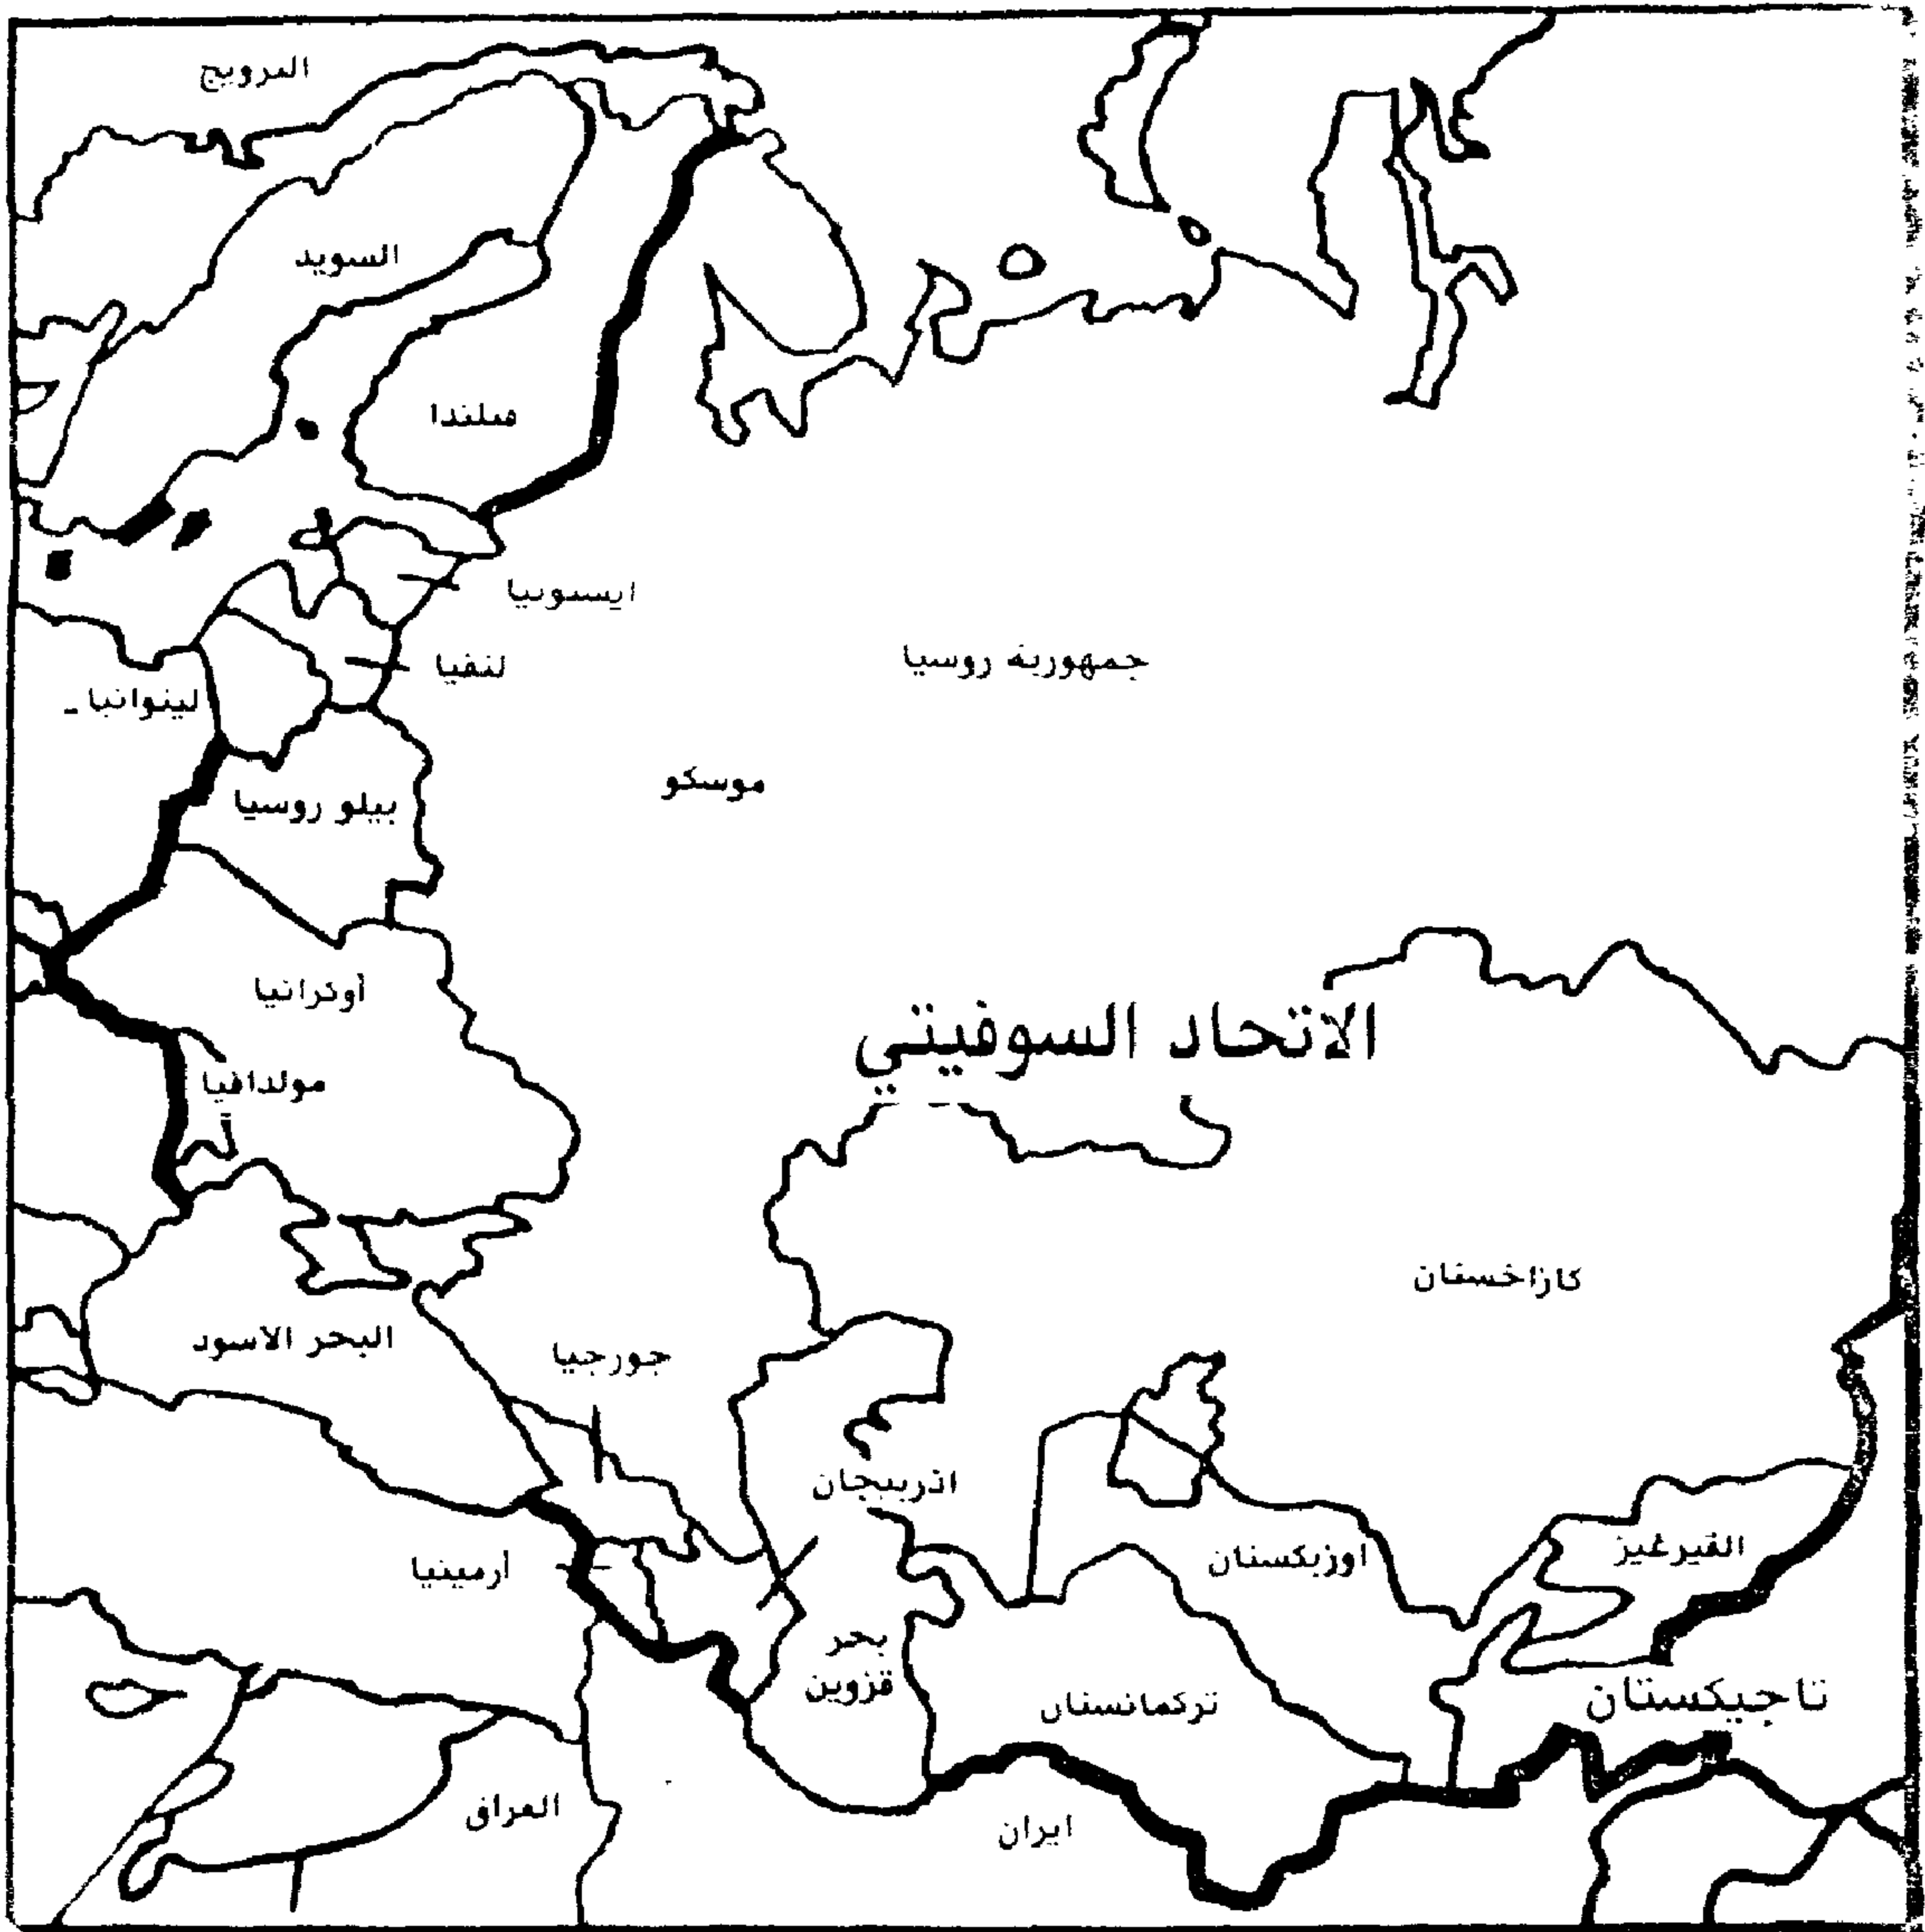 النرويج
السويد
فنلندا
ايستونيا
لتفيا
جمهورية روسيا
ليتوانيا
موسكو
بيلو روسيا
أوكرانيا
الاتحاد السوفيتي
مولدافيا
كازاخستان
البحر الاسود
جورجيا
اذربيجان
القيرغيز
اوزبكستان
أرمينيا
بحر
قزوين
تاجيكستان
تركمانستان
العراق
ايران